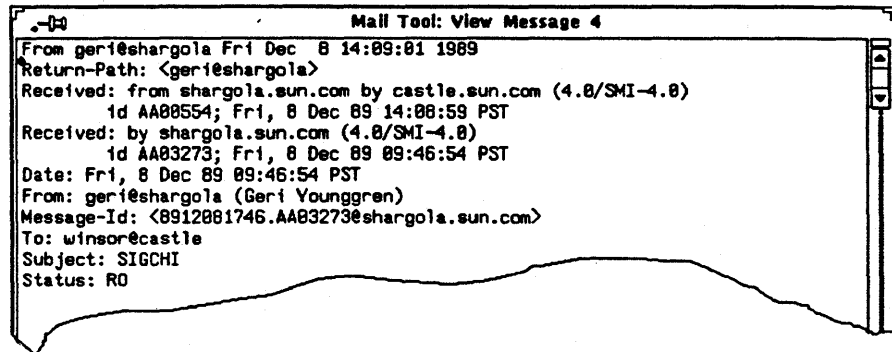 Mail Tool: View Message 4
From geri@shargola Fri Dec 8 14:09:01 1989
Return-Path: <geri@shargola>
Received: from shargola.sun.com by castle.sun.com (4.0/SMI-4.0)
id AA00554; Fri, 8 Dec 89 14:08:59 PST
Received: by shargola.sun.com (4.0/SMI-4.0)
id AA03273; Fri, 8 Dec 89 09:46:54 PST
Date: Fri, 8 Dec 89 09:46:54 PST
From: geri@shargola (Geri Younggren)
Message-Id: <8912081746.AA03273@shargola.sun.com>
To: winsor@castle
Subject: SIGCHI
Status: RO